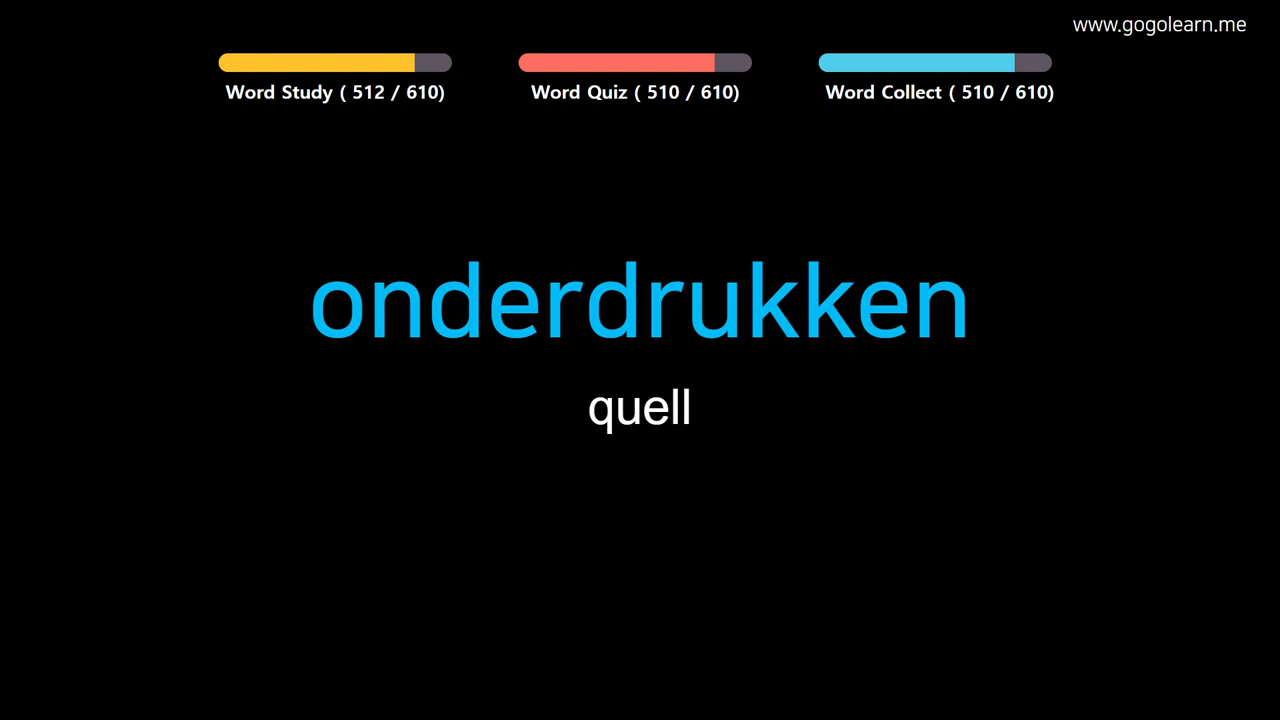 www.gogolearn.me
Word Study ( 512 / 610)
Word Quiz ( 510 / 610)
Word Collect ( 510 / 610)
onderdrukken
quell